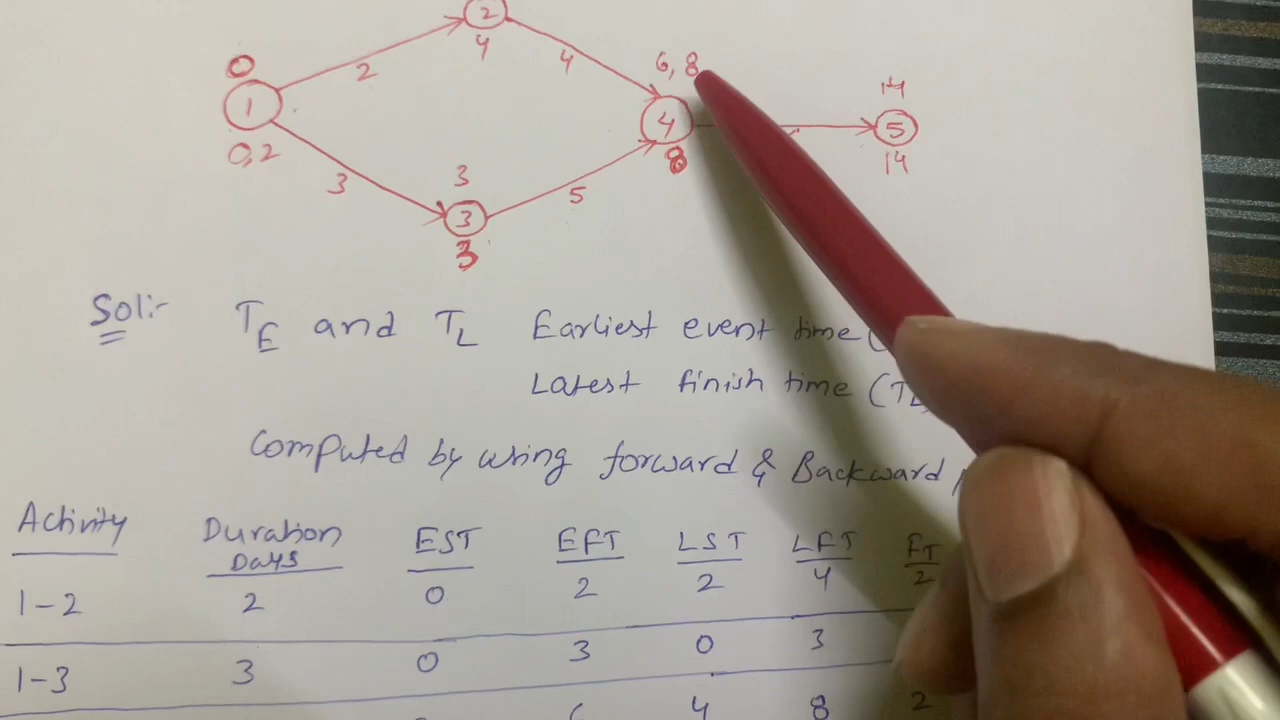 2
0
2
4
4
6, 8
14
1
4
5
0,2
3
3
5
8
14
3
3
Sol:- TE and TL Earliest event time (
Latest finish time (TL
Computed by using forward & Backward
Activity Duration Days EST EFT LST LFT FT
1-2 2 0 2 2 4 2
1-3 3 0 3 0 3
4 8 2